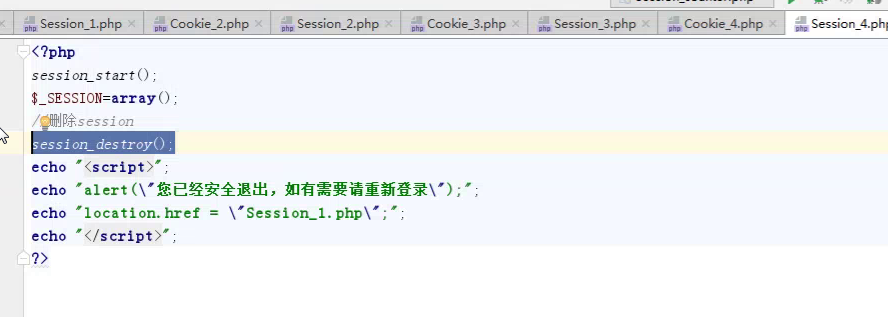 Session_1.php Cookie_2.php Session_2.php Cookie_3.php Session_3.php Cookie_4.php Session_4.php
<?php
session_start();
$_SESSION=array();
/删除session
session_destroy();
echo "<script>";
echo "alert(\"您已经安全退出，如有需要请重新登录\");";
echo "location.href = \"Session_1.php\";";
echo "</script>";
?>